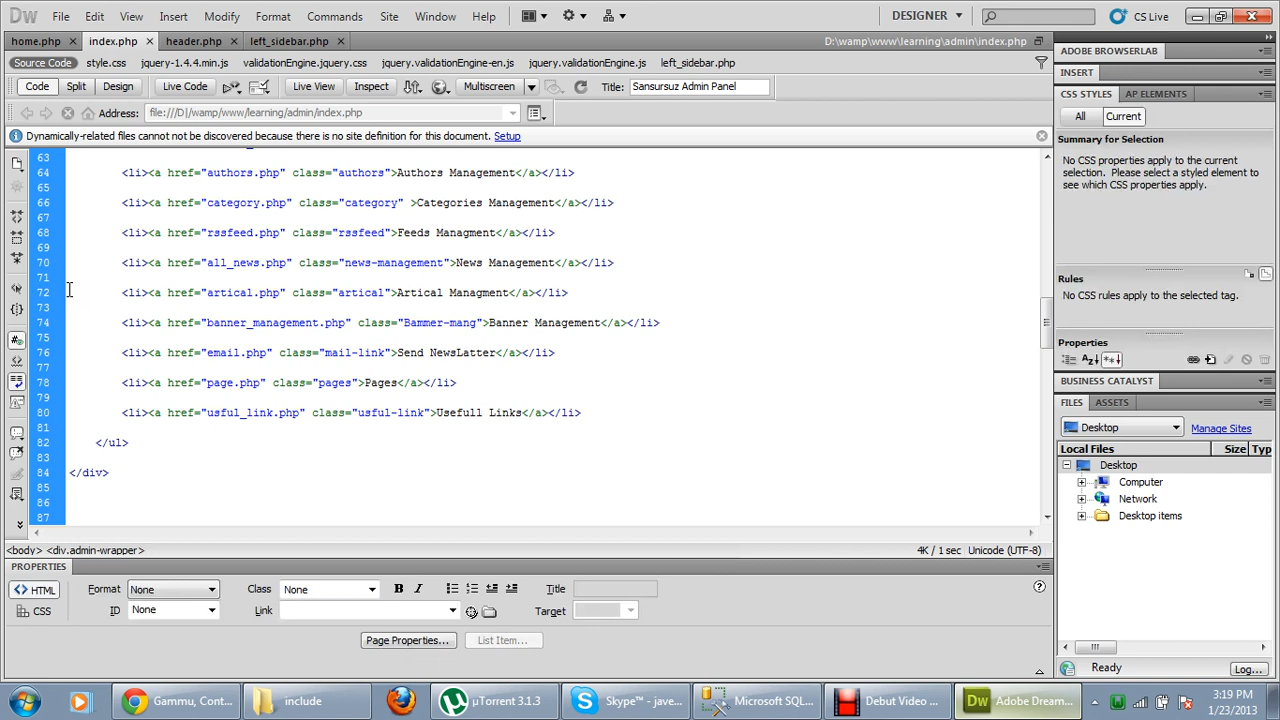 Dw File Edit View Insert Modify Format Commands Site Window Help DESIGNER CS Live
home.php index.php header.php left_sidebar.php D:\wamp\www\learning\admin\index.php
Source Code style.css jquery-1.4.4.min.js validationEngine.jquery.css jquery.validationEngine-en.js jquery.validationEngine.js left_sidebar.php
Code Split Design Live Code Live View Inspect Multiscreen Title: Sansursuz Admin Panel
Address: file:///D|/wamp/www/learning/admin/index.php
Dynamically-related files cannot not be discovered because there is no site definition for this document. Setup
63
64 <li><a href="authors.php" class="authors">Authors Management</a></li>
65
66 <li><a href="category.php" class="category" >Categories Management</a></li>
67
68 <li><a href="rssfeed.php" class="rssfeed">Feeds Managment</a></li>
69
70 <li><a href="all_news.php" class="news-management">News Management</a></li>
71
72 <li><a href="artical.php" class="artical">Artical Managment</a></li>
73
74 <li><a href="banner_management.php" class="Bammer-mang">Banner Management</a></li>
75
76 <li><a href="email.php" class="mail-link">Send NewsLatter</a></li>
77
78 <li><a href="page.php" class="pages">Pages</a></li>
79
80 <li><a href="usful_link.php" class="usful-link">Usefull Links</a></li>
81
82 </ul>
83
84 </div>
85
86
87
<body> <div.admin-wrapper> 4K / 1 sec Unicode (UTF-8)
PROPERTIES
<> HTML Format None Class None Title
CSS ID None Link Target
Page Properties... List Item...
ADOBE BROWSERLAB
INSERT
CSS STYLES AP ELEMENTS
All Current
Summary for Selection
No CSS properties apply to the current
selection. Please select a styled element to
see which CSS properties apply.
Rules
No CSS rules apply to the selected tag.
Properties
BUSINESS CATALYST
FILES ASSETS
Desktop Manage Sites
Local Files Size Typ
Desktop
Computer
Network
Desktop items
Ready Log...
Gammu, Cont... include µTorrent 3.1.3 Skype™ - jave... Microsoft SQL... Debut Video ... Dw Adobe Dream...
3:19 PM
1/23/2013